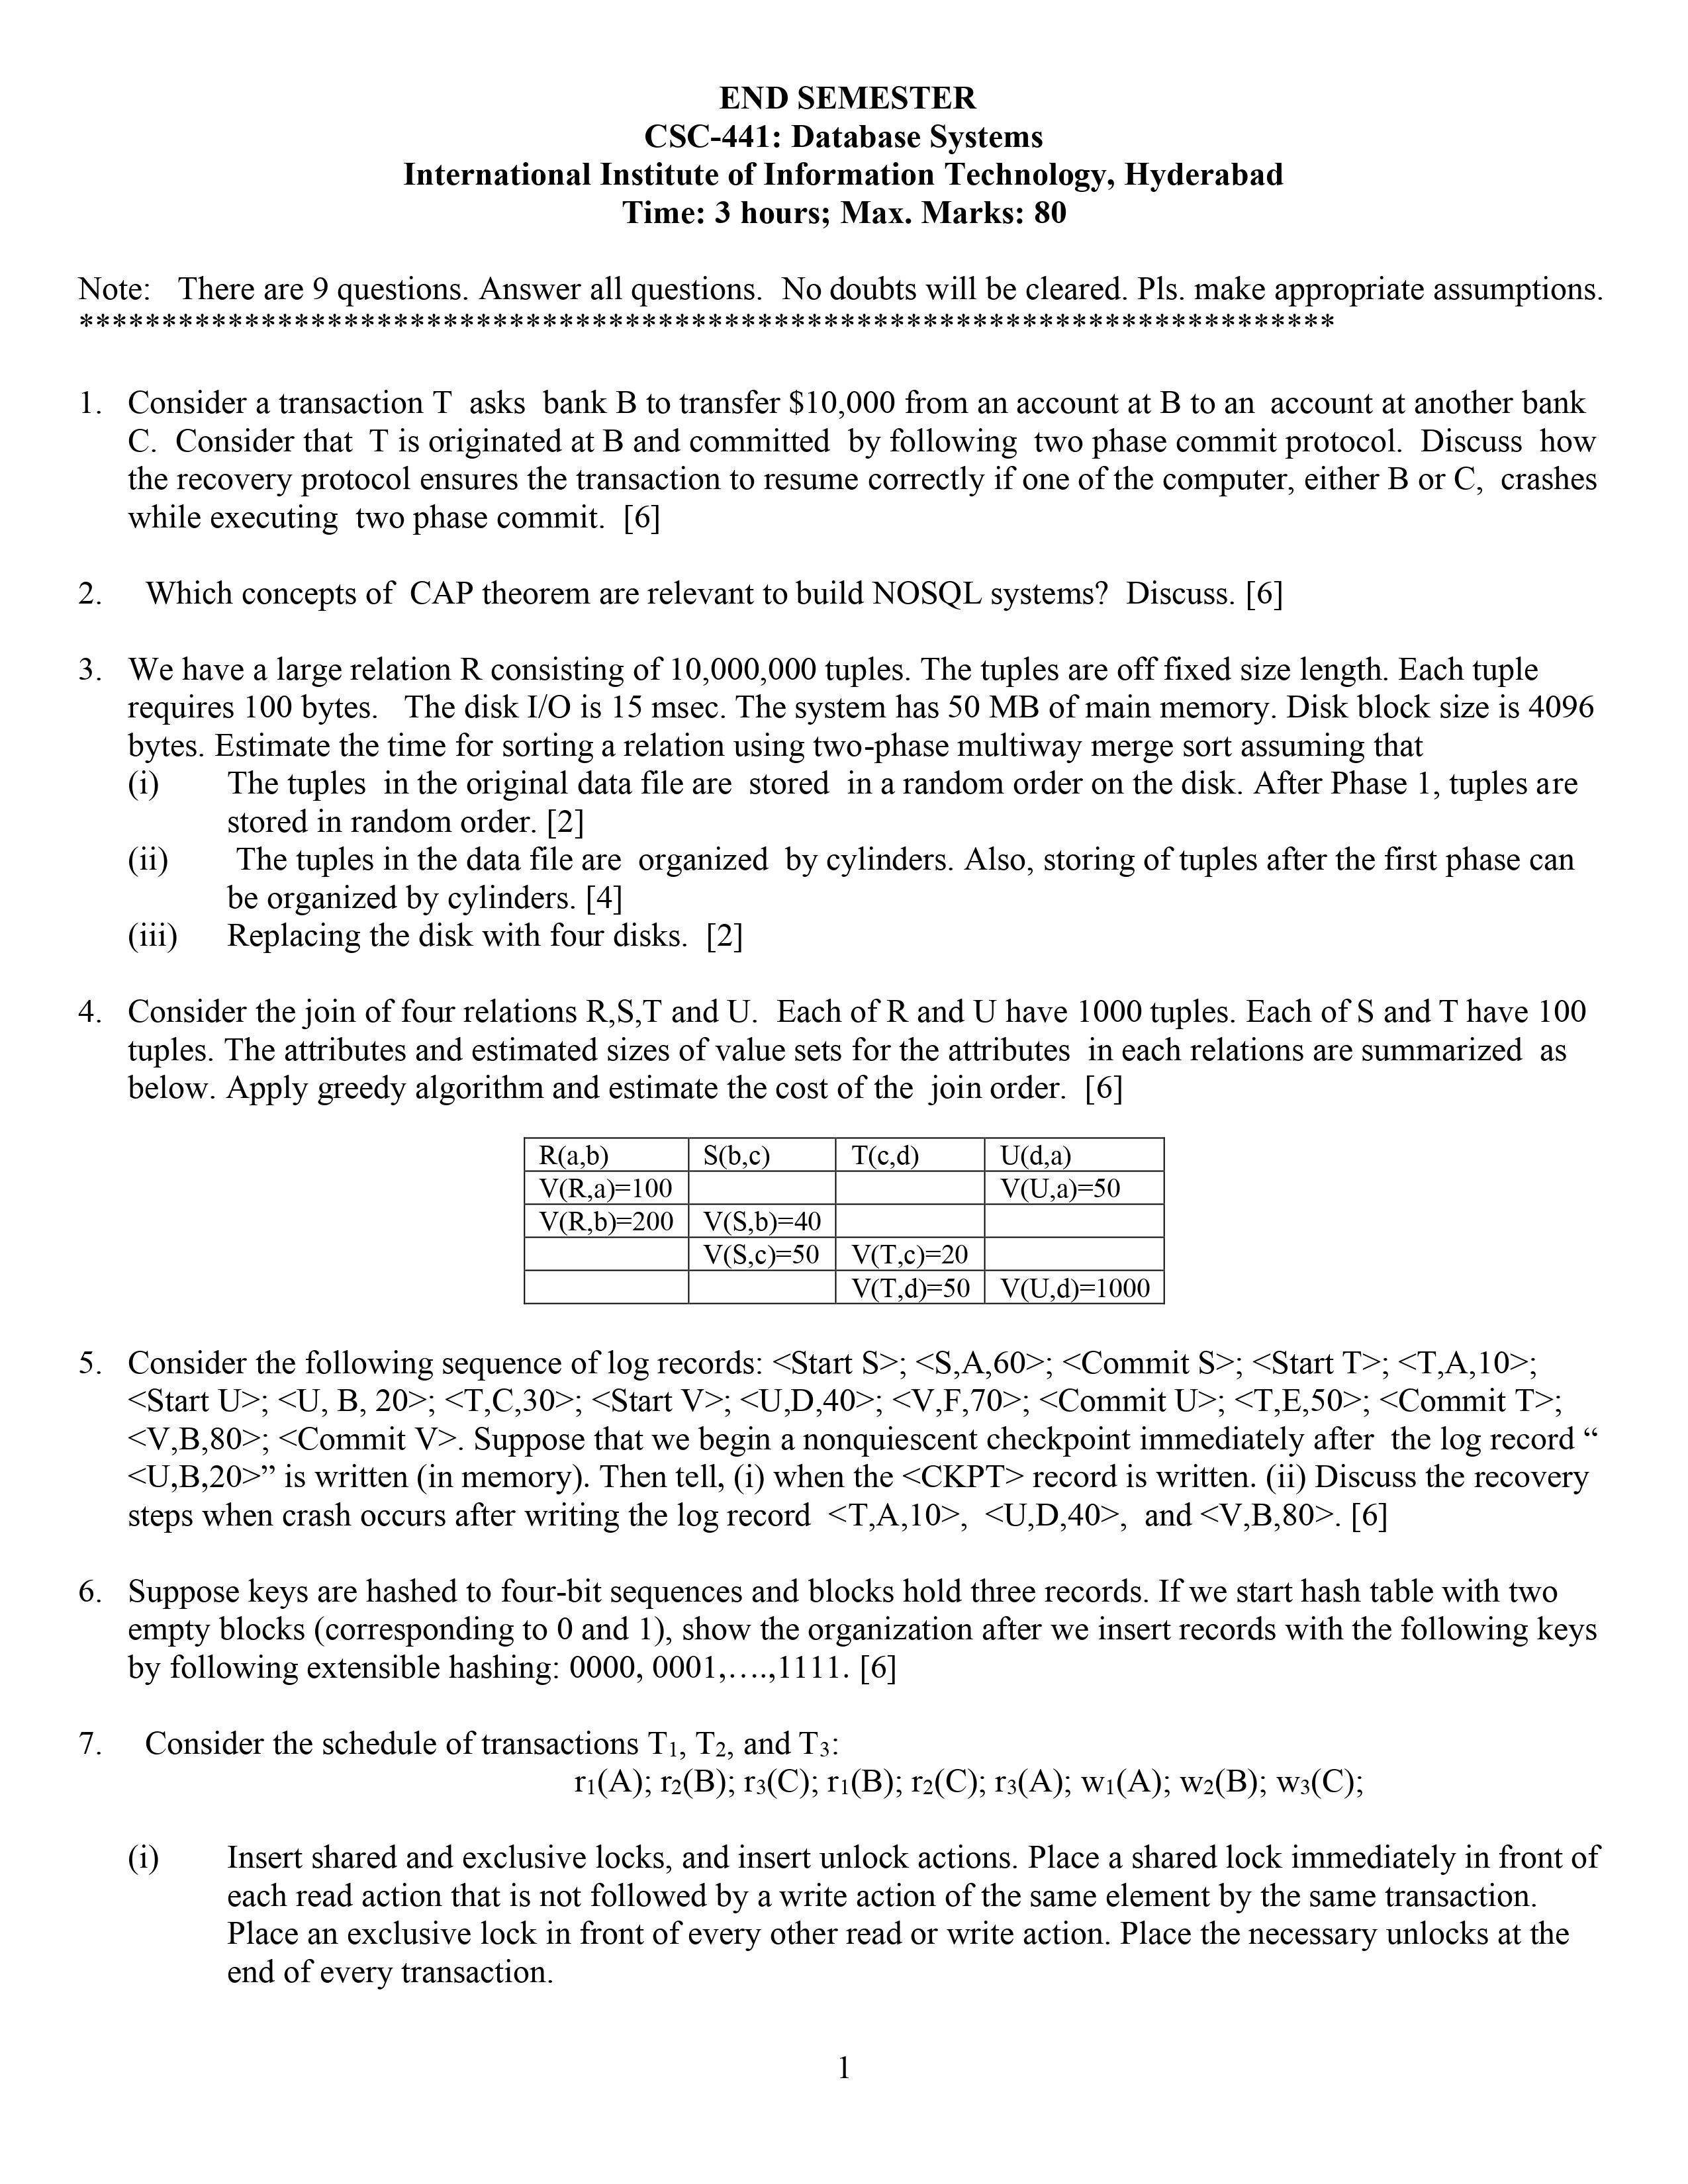 END SEMESTER
CSC-441: Database Systems
International Institute of Information Technology, Hyderabad
Time: 3 hours; Max. Marks: 80
Note: There are 9 questions. Answer all questions. No doubts will be cleared. Pls. make appropriate assumptions.
****************************************************************************
1. Consider a transaction T asks bank B to transfer $10,000 from an account at B to an account at another bank
C. Consider that T is originated at B and committed by following two phase commit protocol. Discuss how
the recovery protocol ensures the transaction to resume correctly if one of the computer, either B or C, crashes
while executing two phase commit. [6]
2. Which concepts of CAP theorem are relevant to build NOSQL systems? Discuss. [6]
3. We have a large relation R consisting of 10,000,000 tuples. The tuples are off fixed size length. Each tuple
requires 100 bytes. The disk I/O is 15 msec. The system has 50 MB of main memory. Disk block size is 4096
bytes. Estimate the time for sorting a relation using two-phase multiway merge sort assuming that
(i) The tuples in the original data file are stored in a random order on the disk. After Phase 1, tuples are
stored in random order. [2]
(ii) The tuples in the data file are organized by cylinders. Also, storing of tuples after the first phase can
be organized by cylinders. [4]
(iii) Replacing the disk with four disks. [2]
4. Consider the join of four relations R,S,T and U. Each of R and U have 1000 tuples. Each of S and T have 100
tuples. The attributes and estimated sizes of value sets for the attributes in each relations are summarized as
below. Apply greedy algorithm and estimate the cost of the join order. [6]
R(a,b) S(b,c) T(c,d) U(d,a)
V(R,a)=100 V(U,a)=50
V(R,b)=200 V(S,b)=40
V(S,c)=50 V(T,c)=20
V(T,d)=50 V(U,d)=1000
5. Consider the following sequence of log records: <Start S>; <S,A,60>; <Commit S>; <Start T>; <T,A,10>;
<Start U>; <U, B, 20>; <T,C,30>; <Start V>; <U,D,40>; <V,F,70>; <Commit U>; <T,E,50>; <Commit T>;
<V,B,80>; <Commit V>. Suppose that we begin a nonquiescent checkpoint immediately after the log record “
<U,B,20>” is written (in memory). Then tell, (i) when the <CKPT> record is written. (ii) Discuss the recovery
steps when crash occurs after writing the log record <T,A,10>, <U,D,40>, and <V,B,80>. [6]
6. Suppose keys are hashed to four-bit sequences and blocks hold three records. If we start hash table with two
empty blocks (corresponding to 0 and 1), show the organization after we insert records with the following keys
by following extensible hashing: 0000, 0001,….,1111. [6]
7. Consider the schedule of transactions T1, T2, and T3:
r1(A); r2(B); r3(C); r1(B); r2(C); r3(A); w1(A); w2(B); w3(C);
(i) Insert shared and exclusive locks, and insert unlock actions. Place a shared lock immediately in front of
each read action that is not followed by a write action of the same element by the same transaction.
Place an exclusive lock in front of every other read or write action. Place the necessary unlocks at the
end of every transaction.
1